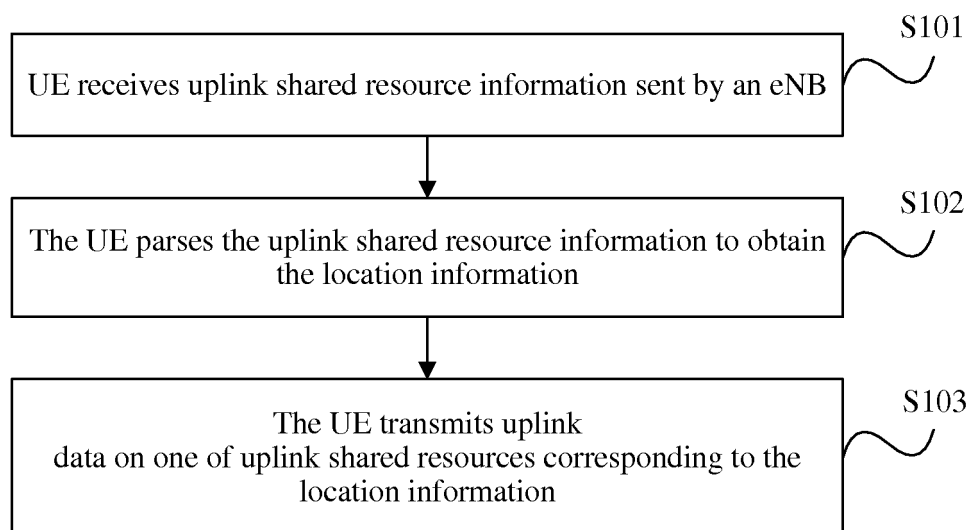 S101
UE receives uplink shared resource information sent by an eNB
S102
The UE parses the uplink shared resource information to obtain
the location information
S103
The UE transmits uplink
data on one of uplink shared resources corresponding to the
location information